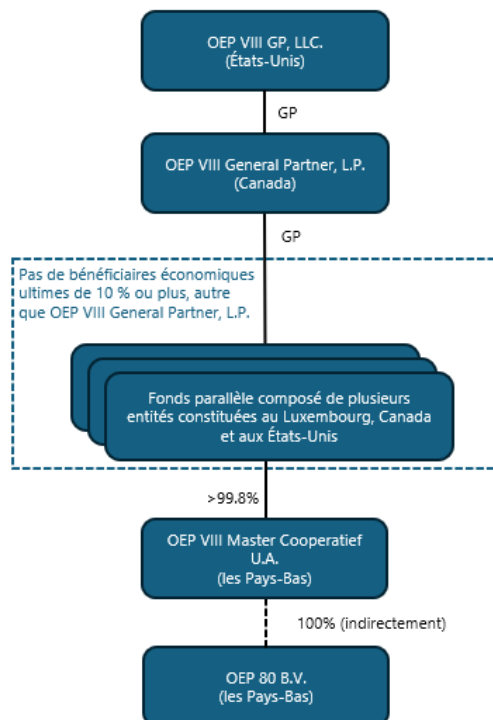 OEP VIII GP, LLC.
(États-Unis)
GP
OEP VIII General Partner, L.P.
(Canada)
GP
Pas de bénéficiaires économiques
ultimes de 10 % ou plus, autre
que OEP VIII General Partner, L.P.
Fonds parallèle composé de plusieurs
entités constituées au Luxembourg, Canada
et aux États-Unis
>99.8%
OEP VIII Master Cooperatief
U.A.
(les Pays-Bas)
100% (indirectement)
OEP 80 B.V.
(les Pays-Bas)